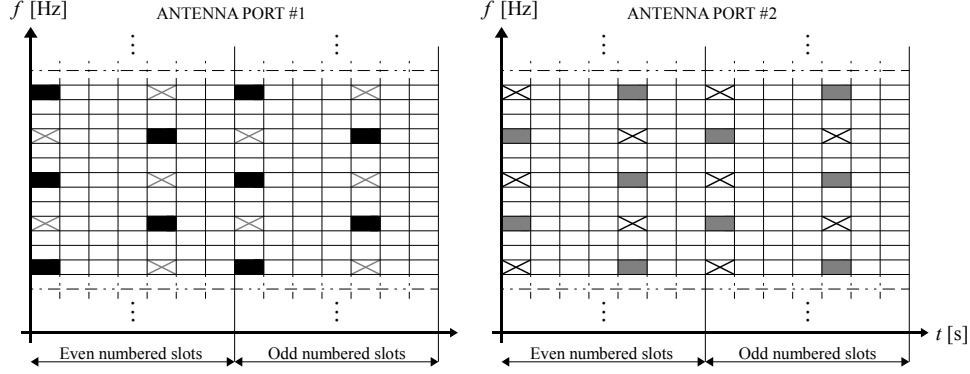 f [Hz]
ANTENNA PORT #1
f [Hz]
ANTENNA PORT #2
t [s]
Even numbered slots
Odd numbered slots
Even numbered slots
Odd numbered slots